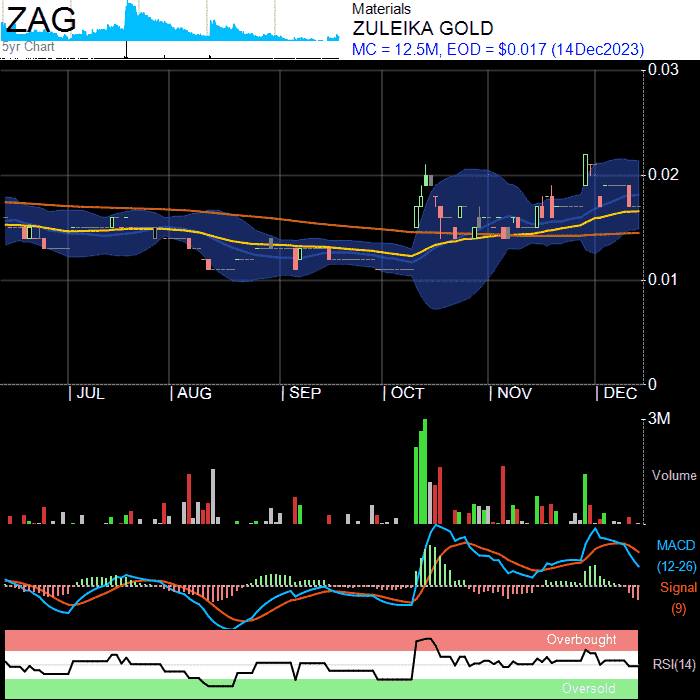 ZAG
5yr Chart
Materials
ZULEIKA GOLD
MC = 12.5M, EOD = $0.017 (14Dec2023)
0.03
0.02
0.01
0
JUL
AUG
SEP
OCT
NOV
DEC
3M
Volume
MACD
(12-26)
Signal
(9)
Overbought
RSI(14)
Oversold